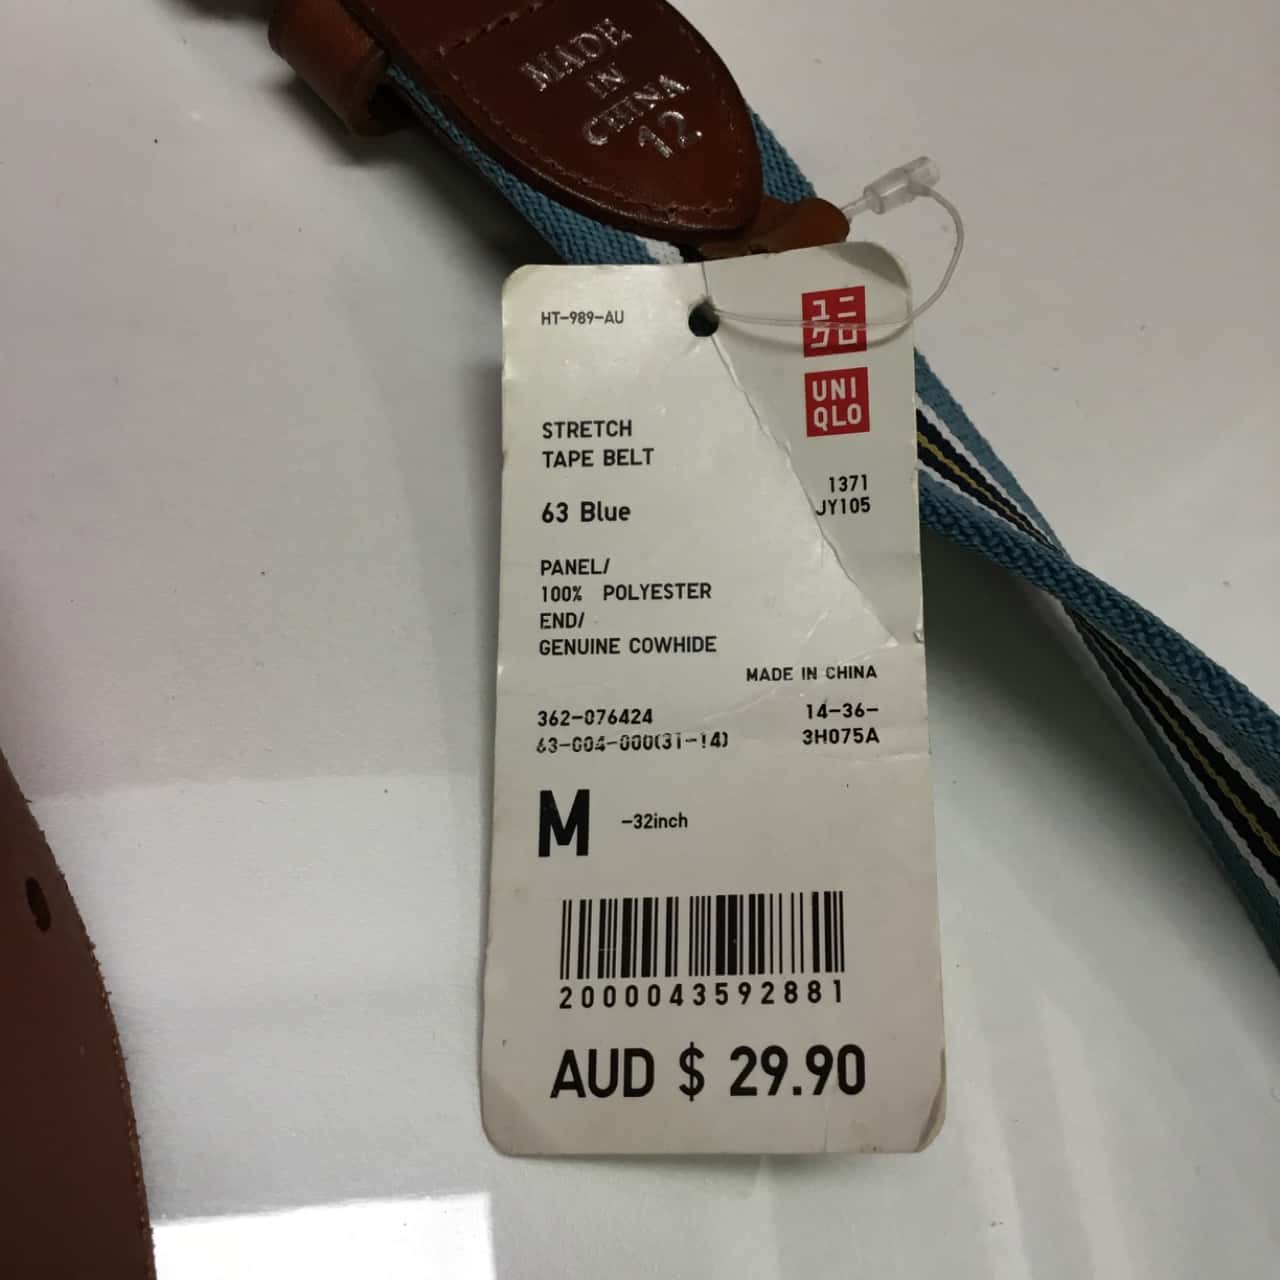 MADE
IN
CHINA
12
HT-989-AU
ユニ
クロ
UNI
QLO
STRETCH
TAPE BELT
1371
JY105
63 Blue
PANEL/
100% POLYESTER
END/
GENUINE COWHIDE
MADE IN CHINA
362-076424
63-004-000(31-14)
14-36-
3H075A
M -32inch
2000043592881
AUD $ 29.90